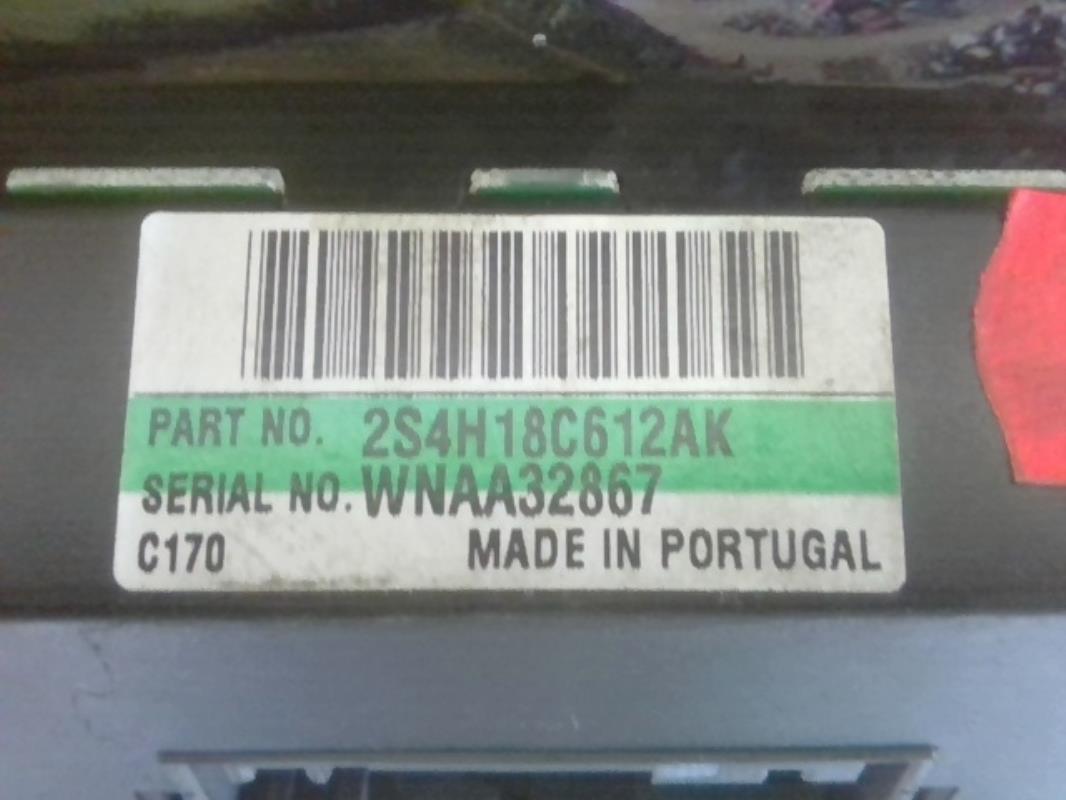 PART NO. 2S4H18C612AK
SERIAL NO. WNAA32867
C170 MADE IN PORTUGAL